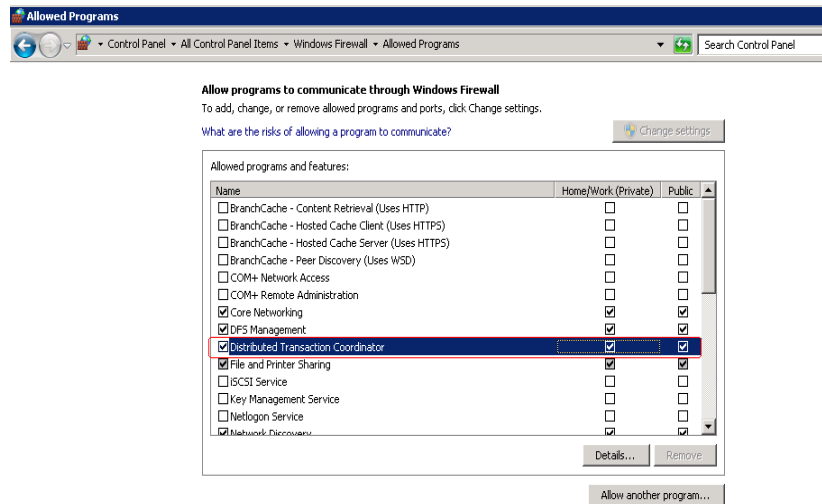 Allowed Programs
Control Panel ▾ All Control Panel Items ▾ Windows Firewall ▾ Allowed Programs
Search Control Panel
Allow programs to communicate through Windows Firewall
To add, change, or remove allowed programs and ports, click Change settings.
What are the risks of allowing a program to communicate?
Change settings
Allowed programs and features:
Name Home/Work (Private) Public
BranchCache - Content Retrieval (Uses HTTP)
BranchCache - Hosted Cache Client (Uses HTTPS)
BranchCache - Hosted Cache Server (Uses HTTPS)
BranchCache - Peer Discovery (Uses WSD)
COM+ Network Access
COM+ Remote Administration
Core Networking
DFS Management
Distributed Transaction Coordinator
File and Printer Sharing
iSCSI Service
Key Management Service
Netlogon Service
Network Discovery
Details... Remove
Allow another program...